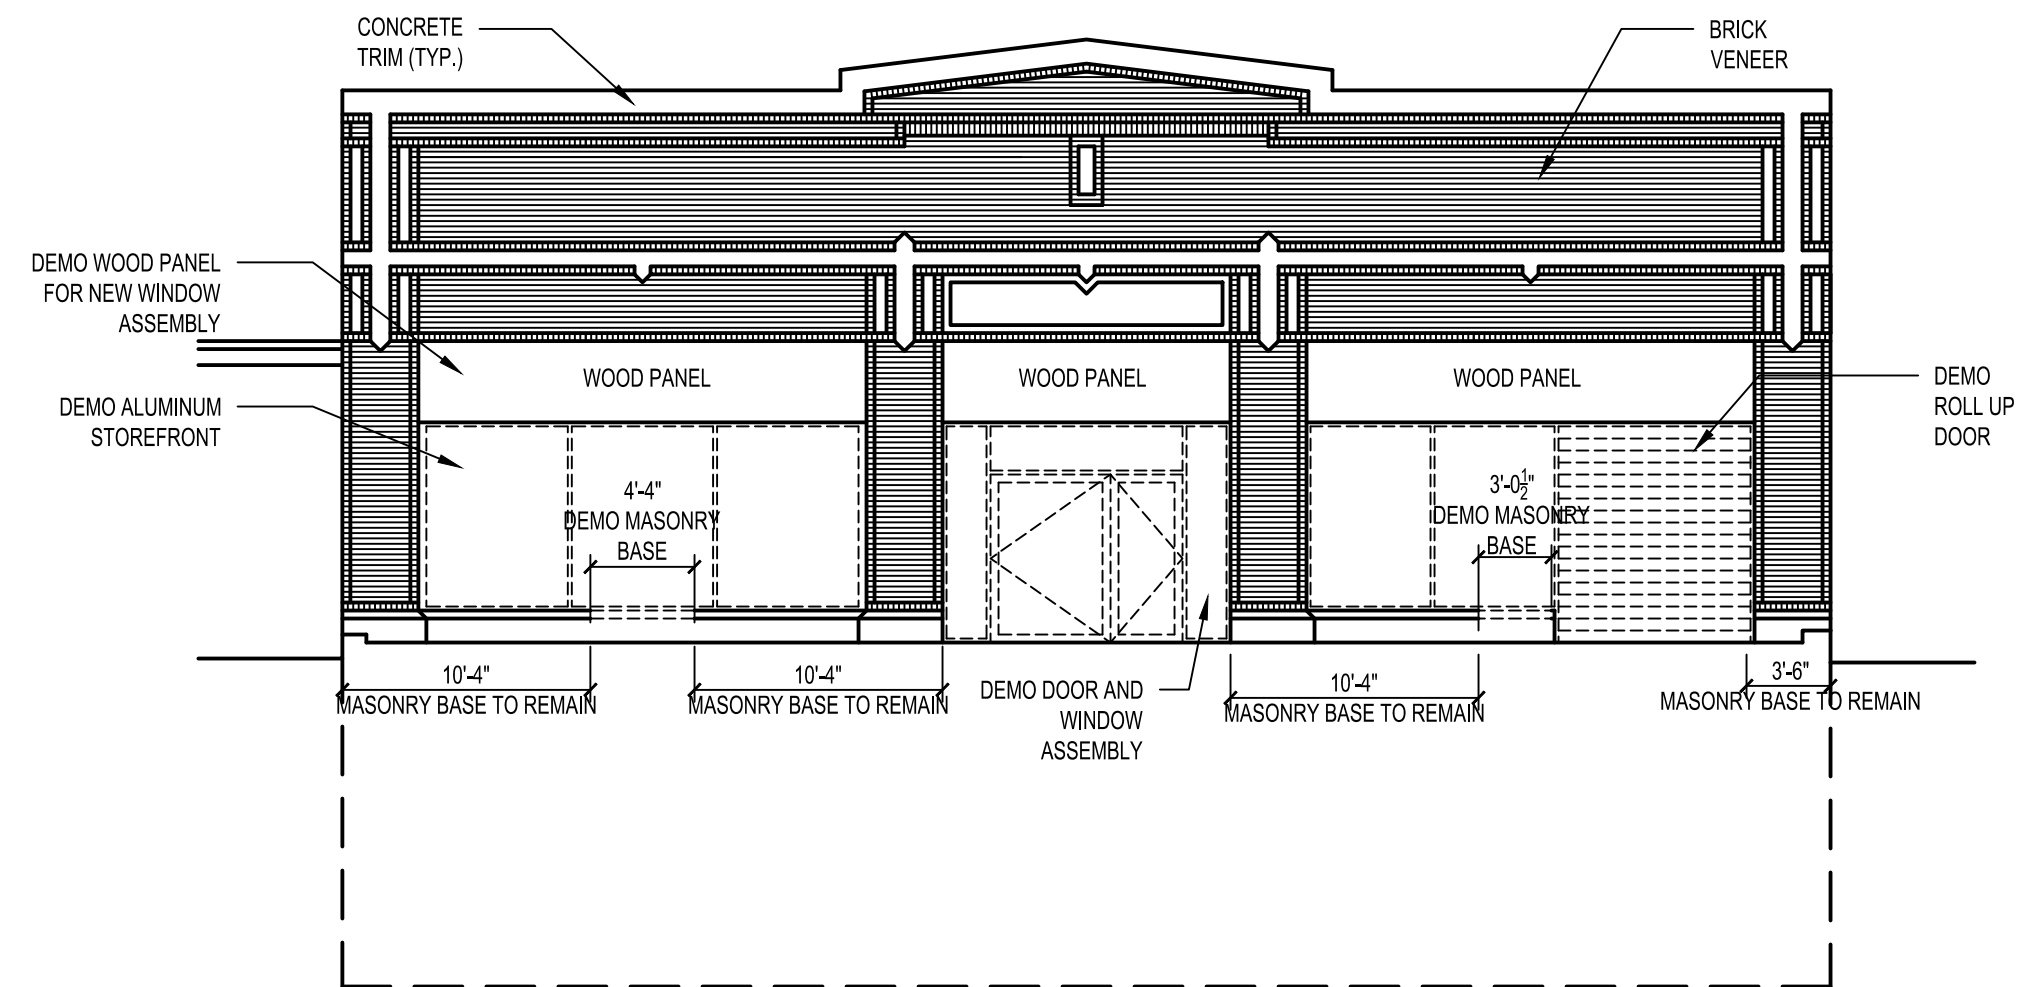 CONCRETE
TRIM (TYP.)
BRICK
VENEER
DEMO WOOD PANEL
FOR NEW WINDOW
ASSEMBLY
WOOD PANEL
WOOD PANEL
WOOD PANEL
DEMO
ROLL UP
DOOR
DEMO ALUMINUM
STOREFRONT
4'-4"
DEMO MASONRY
BASE
3'-0½"
DEMO MASONRY
BASE
10'-4"
MASONRY BASE TO REMAIN
10'-4"
MASONRY BASE TO REMAIN
DEMO DOOR AND
WINDOW
ASSEMBLY
10'-4"
MASONRY BASE TO REMAIN
3'-6"
MASONRY BASE TO REMAIN